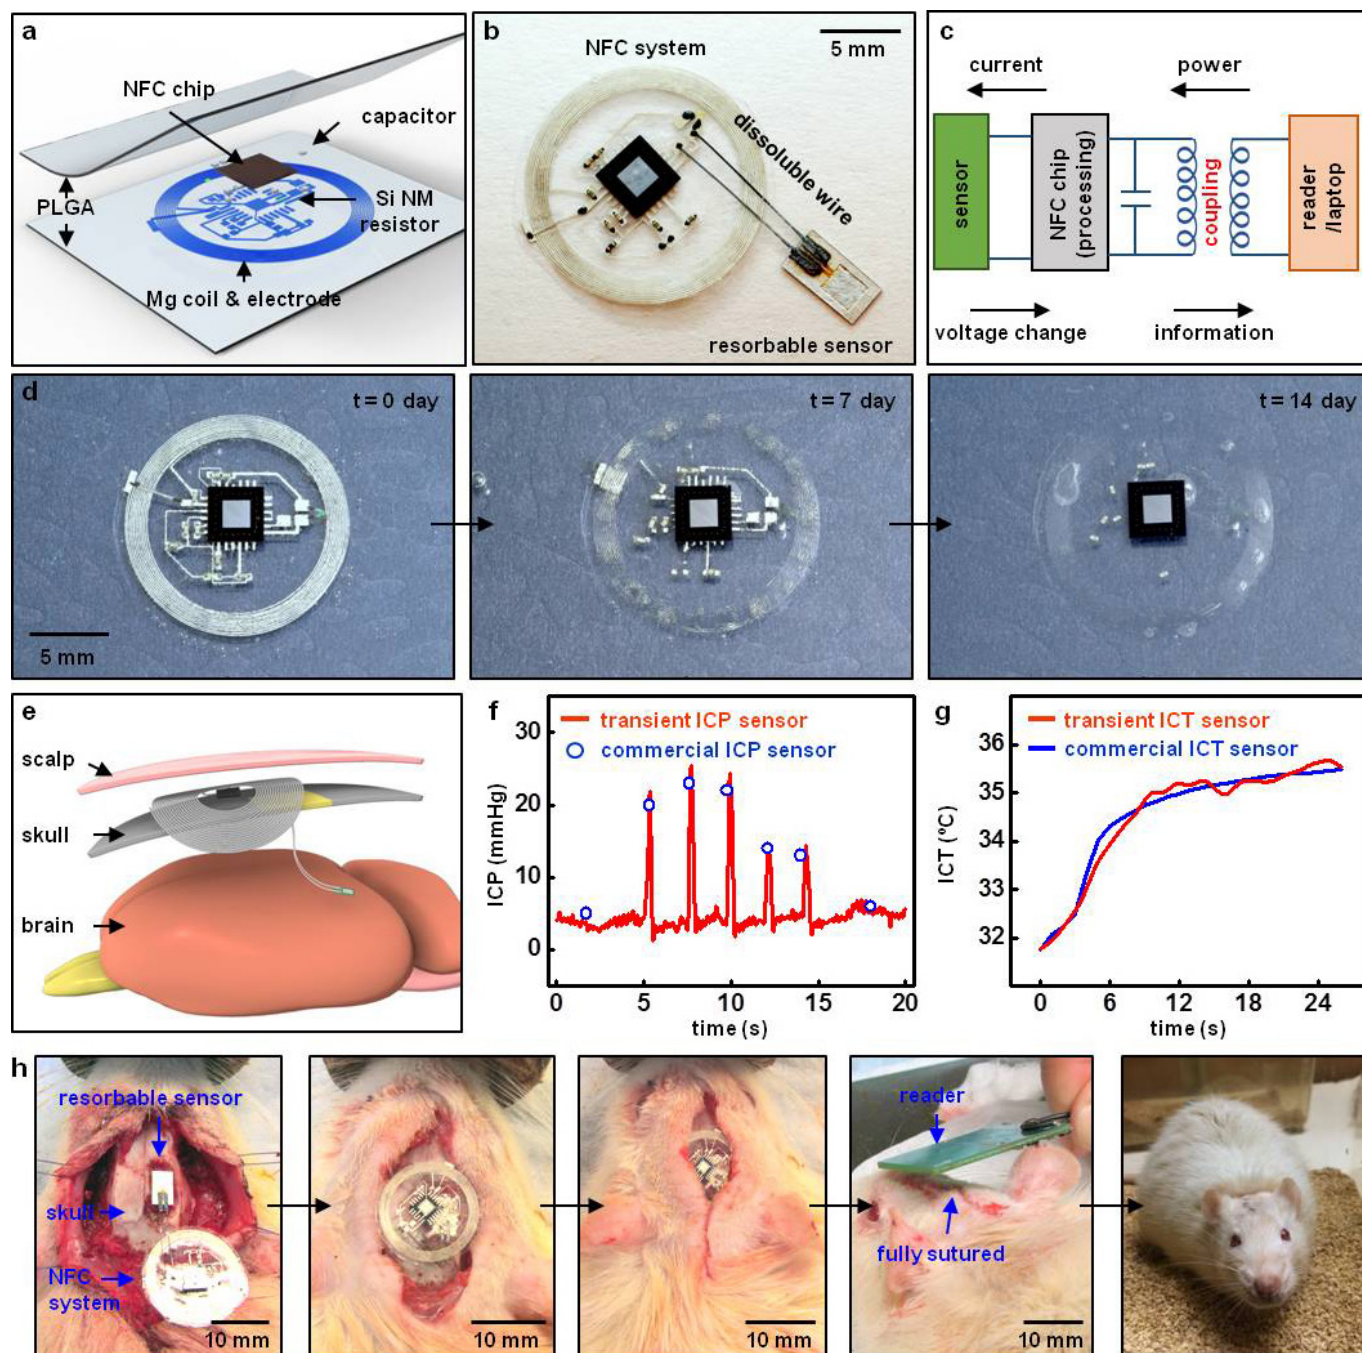 a
NFC chip
capacitor
PLGA
Si NM
resistor
Mg coil & electrode
b
NFC system
5 mm
dissoluble wire
resorbable sensor
c
current
power
sensor
NFC chip
(processing)
coupling
reader
/laptop
voltage change
information
d
t = 0 day
5 mm
t = 7 day
t = 14 day
e
scalp
skull
brain
f
transient ICP sensor
commercial ICP sensor
ICP (mmHg)
30
20
10
0
0 5 10 15 20
time (s)
g
transient ICT sensor
commercial ICT sensor
ICT (ºC)
36
35
34
33
32
0 6 12 18 24
time (s)
h
resorbable sensor
skull
NFC
system
10 mm
10 mm
10 mm
reader
fully sutured
10 mm